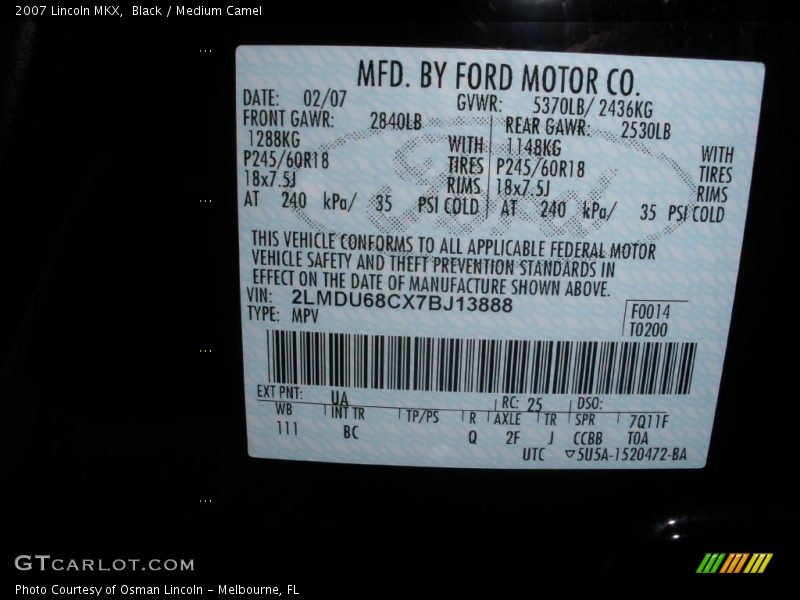 2007 Lincoln MKX, Black / Medium Camel
MFD. BY FORD MOTOR CO.
DATE: 02/07 GVWR: 5370LB/ 2436KG
FRONT GAWR: 2840LB REAR GAWR: 2530LB
1288KG WITH 1148KG WITH
P245/60R18 TIRES P245/60R18 TIRES
18x7.5J RIMS 18x7.5J RIMS
AT 240 kPa/ 35 PSI COLD AT 240 kPa/ 35 PSI COLD
Ford
THIS VEHICLE CONFORMS TO ALL APPLICABLE FEDERAL MOTOR
VEHICLE SAFETY AND THEFT PREVENTION STANDARDS IN
EFFECT ON THE DATE OF MANUFACTURE SHOWN ABOVE.
VIN: 2LMDU68CX7BJ13888
TYPE: MPV
F0014
T0200
EXT PNT: UA RC: 25 DSO:
WB INT TR TP/PS R AXLE TR SPR 7Q11F
111 BC Q 2F J CCBB TOA
UTC ▽5U5A-1520472-BA
GTCARLOT.COM
Photo Courtesy of Osman Lincoln - Melbourne, FL